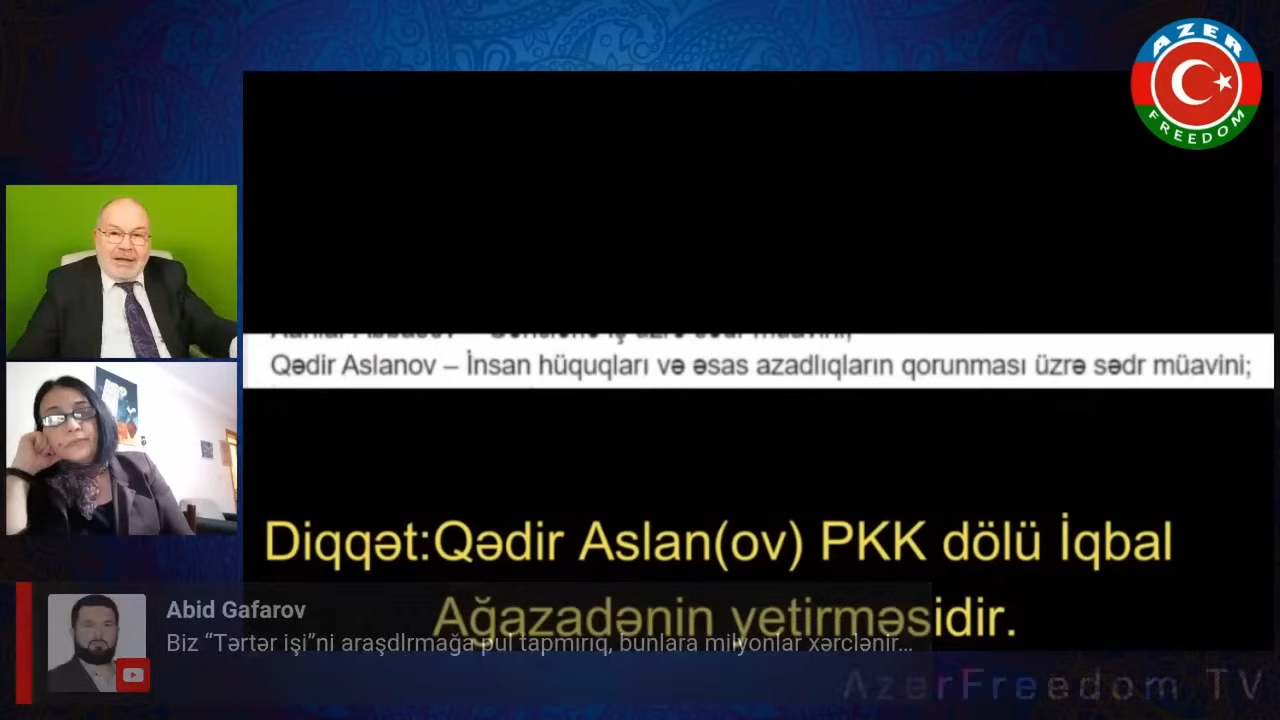 AZER
FREEDOM
Qədir Aslanov – İnsan hüquqları və əsas azadlıqların qorunması üzrə sədr müavini;
Diqqət:Qədir Aslan(ov) PKK dölü İqbal
Ağazadənin yetirməsidir.
Abid Gafarov
Biz “Tərtər işi”ni araşdlrmağa pul tapmırıq, bunlara milyonlar xərclənir...
AzerFreedom TV